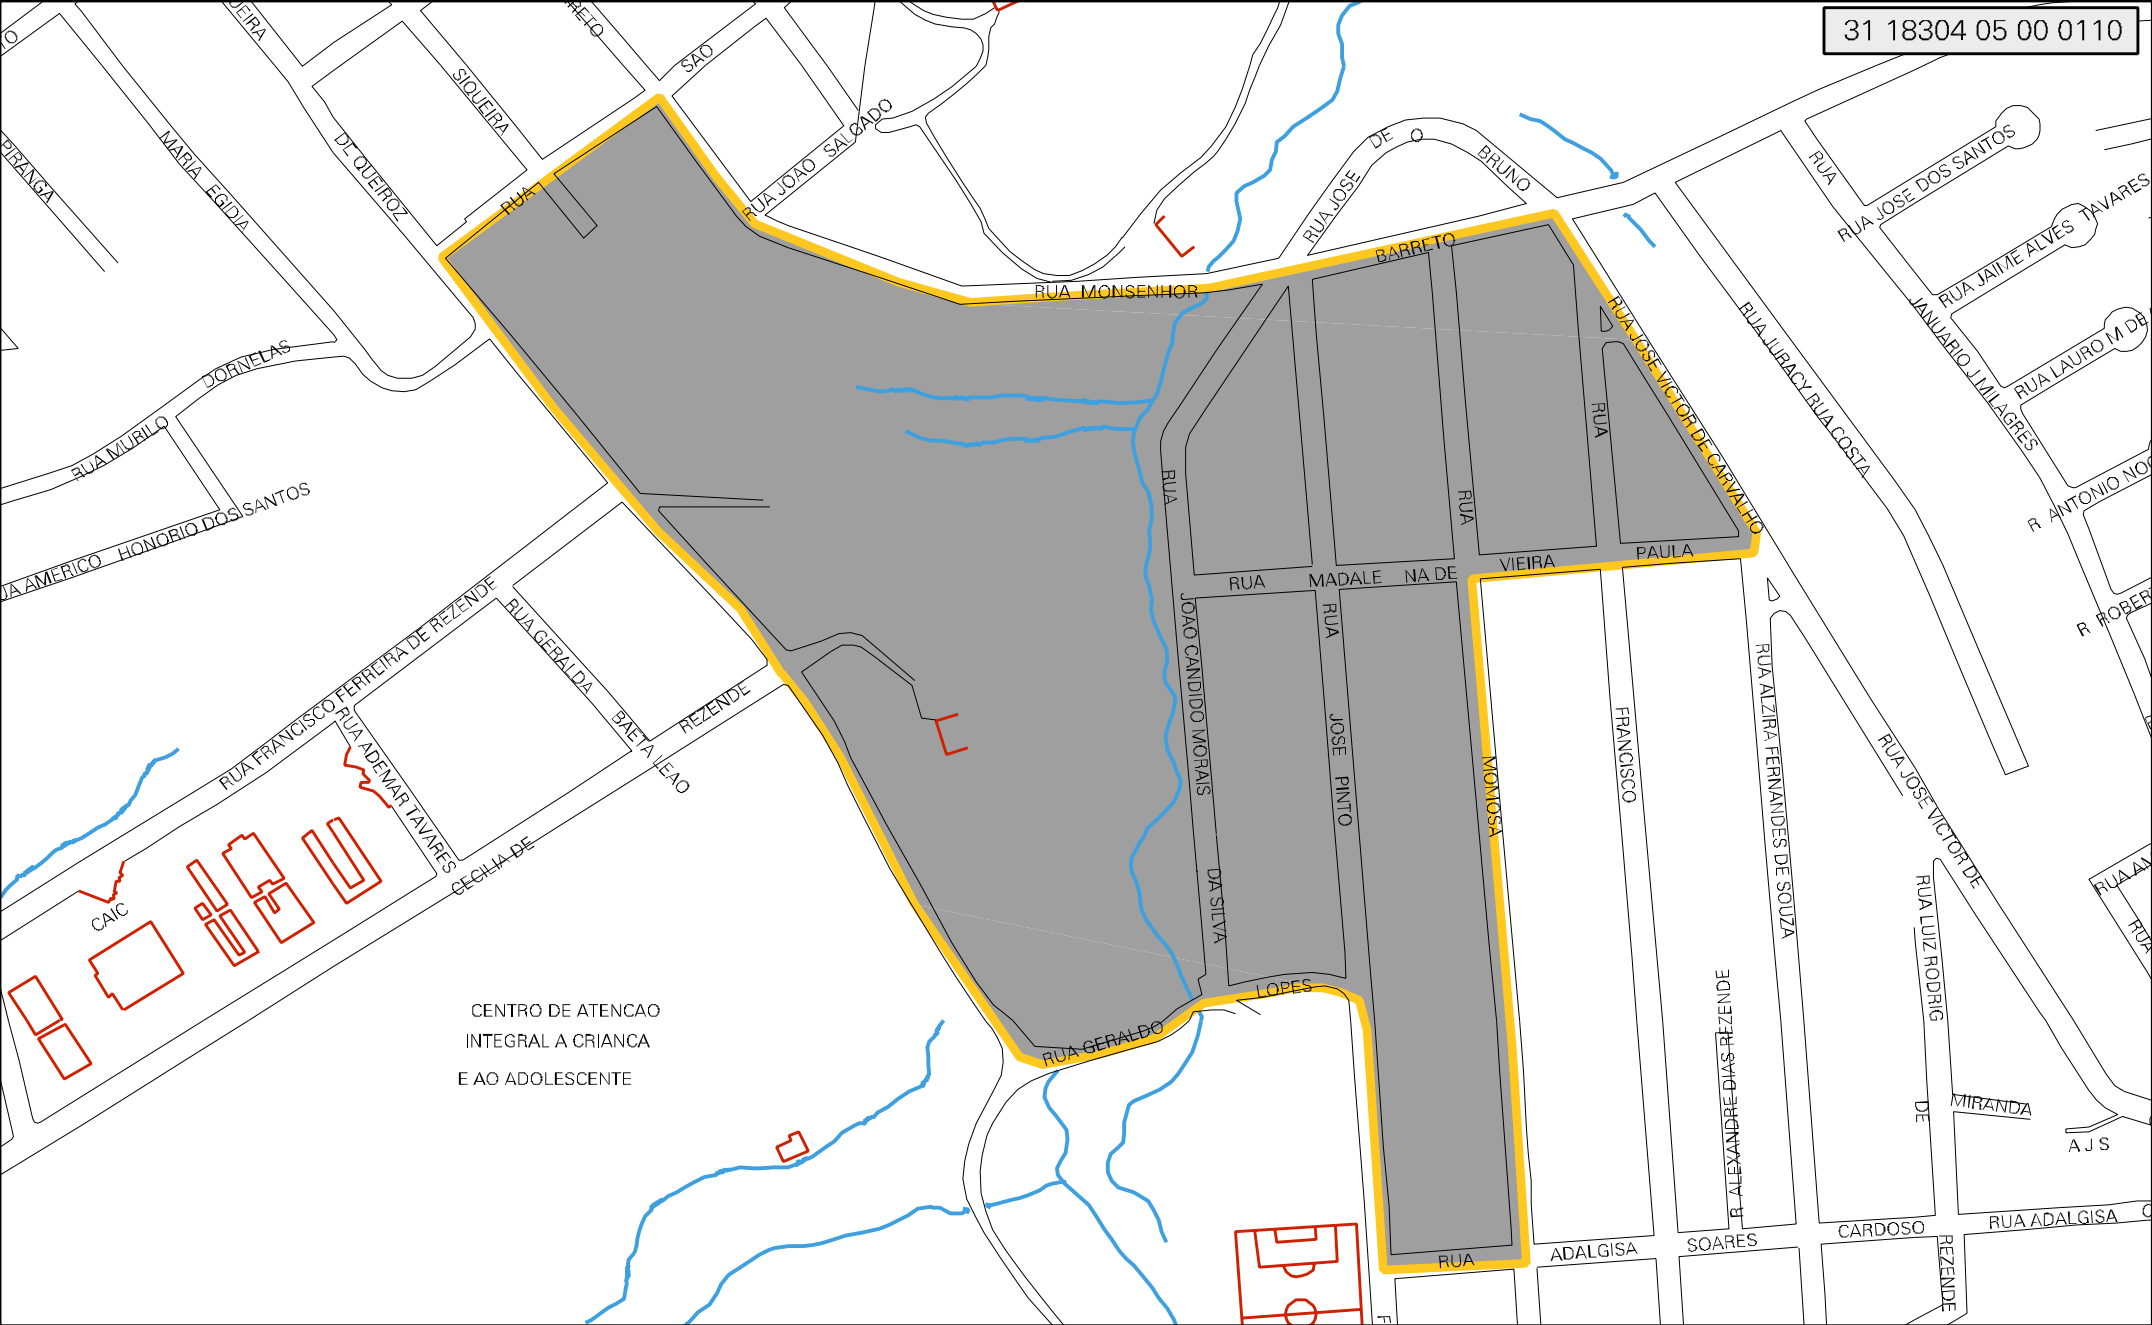 31 18304 05 00 0110
SAO
SIQUEIRA
RUA JOAO SALGADO
MARIA EGIDIA
DE QUEIROZ
RUA
RUA JOSE DE O BRUNO
RUA MONSENHOR BARRETO
RUA JANUARIO J MILAGRES
RUA JOSE DOS SANTOS
RUA JAIME ALVES TAVARES
RUA LAURO M DE
RUA JURACY RUA COSTA
RUA JOSE VICTOR DE CARVALHO
R ANTONIO
DORNELAS
RUA MURILO
HONORIO DOS SANTOS
AMERICO
RUA
RUA
RUA
RUA MADALE NA DE VIEIRA PAULA
RUA FRANCISCO FERREIRA DE REZENDE
RUA GERALDA BAETA LEAO
RUA ADEMAR TAVARES
CECILIA DE REZENDE
JOAO CANDIDO MORAIS DA SILVA
RUA JOSE PINTO
MOMOSA
FRANCISCO
RUA ALZIRA FERNANDES DE SOUZA
RUA JOSE VICTOR DE
RUA LUIZ RODRIG
DE
MIRANDA
A J S
R ALEXANDRE DIAS REZENDE
CAIC
CENTRO DE ATENCAO
INTEGRAL A CRIANCA
E AO ADOLESCENTE
RUA GERALDO LOPES
RUA ADALGISA SOARES CARDOSO
RUA ADALGISA
REZENDE
RUA